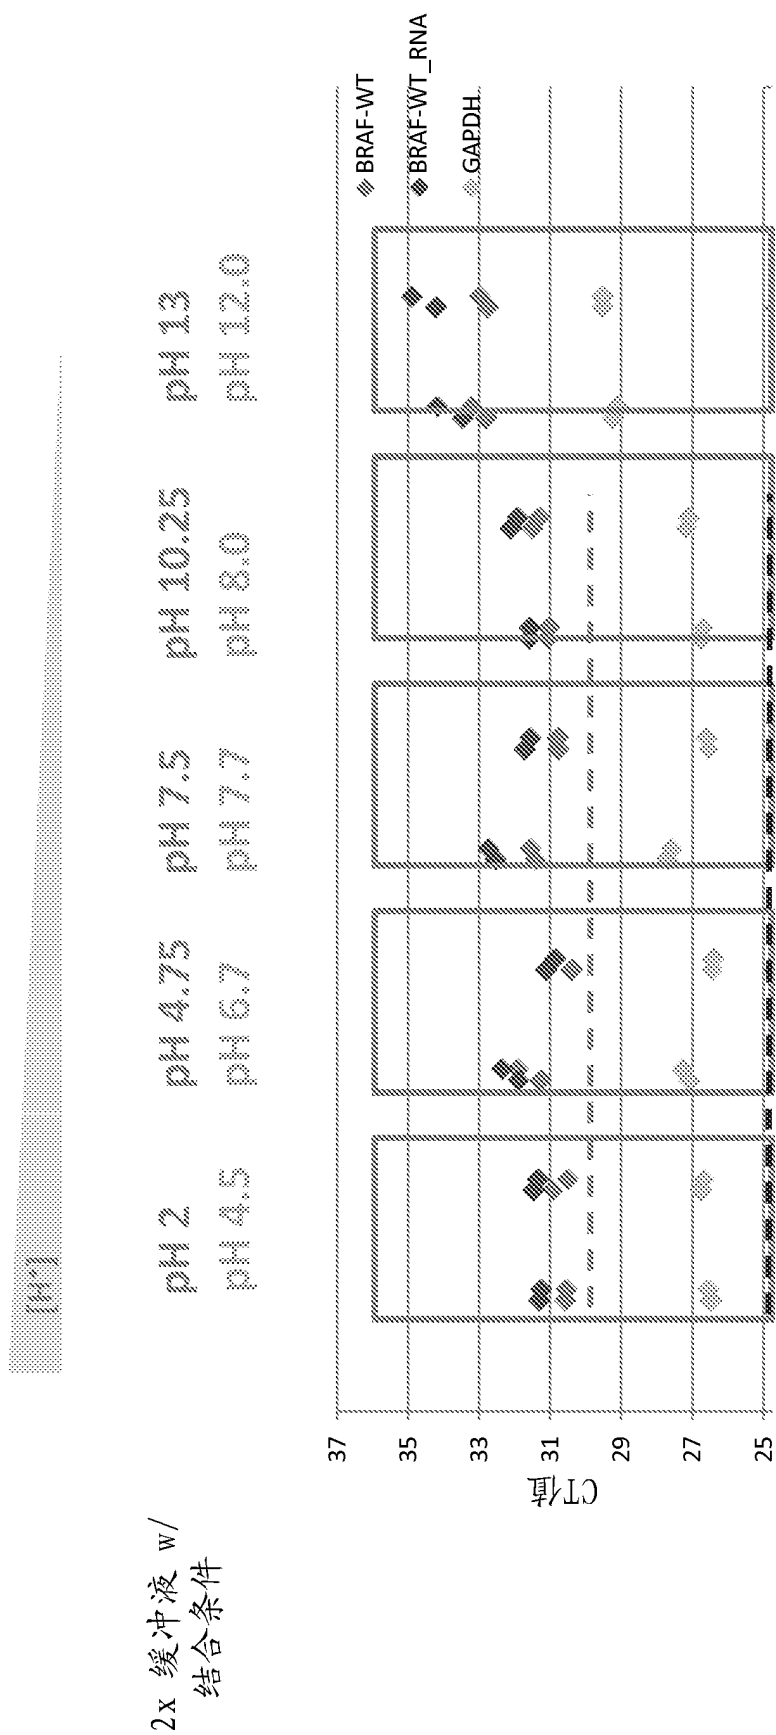 [H⁺]
2x 缓冲液 w/
结合条件
pH 2
pH 4.75
pH 7.5
pH 10.25
pH 13
pH 4.5
pH 6.7
pH 7.7
pH 8.0
pH 12.0
CT值
37
35
33
31
29
27
25
BRAF-WT
BRAF-WT_RNA
GAPDH